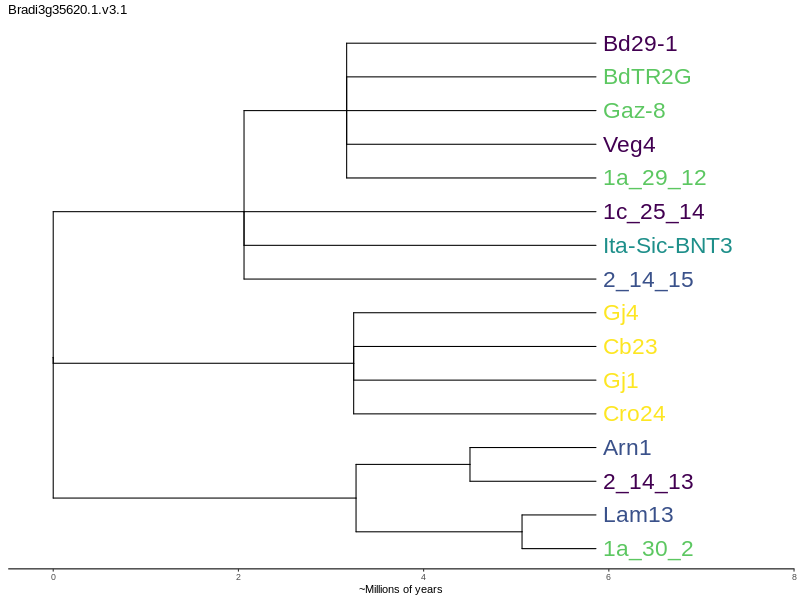 Bradi3g35620.1.v3.1
Bd29-1
BdTR2G
Gaz-8
Veg4
1a_29_12
1c_25_14
Ita-Sic-BNT3
2_14_15
Gj4
Cb23
Gj1
Cro24
Arn1
2_14_13
Lam13
1a_30_2
0 2 4 6 8
~Millions of years